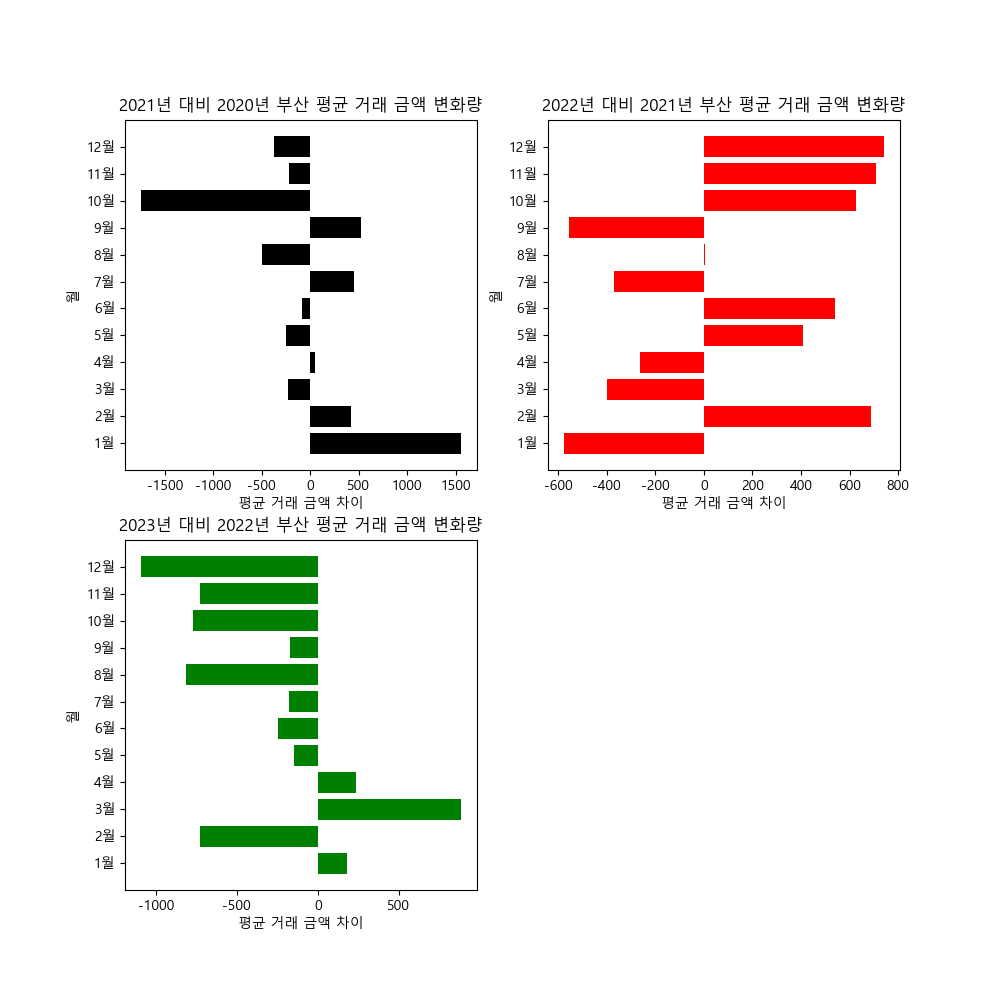 2021년 대비 2020년 부산 평균 거래 금액 변화량
12월
11월
10월
9월
8월
7월
6월
5월
4월
3월
2월
1월
월
-1500 -1000 -500 0 500 1000 1500
평균 거래 금액 차이
2022년 대비 2021년 부산 평균 거래 금액 변화량
12월
11월
10월
9월
8월
7월
6월
5월
4월
3월
2월
1월
월
-600 -400 -200 0 200 400 600 800
평균 거래 금액 차이
2023년 대비 2022년 부산 평균 거래 금액 변화량
12월
11월
10월
9월
8월
7월
6월
5월
4월
3월
2월
1월
월
-1000 -500 0 500
평균 거래 금액 차이